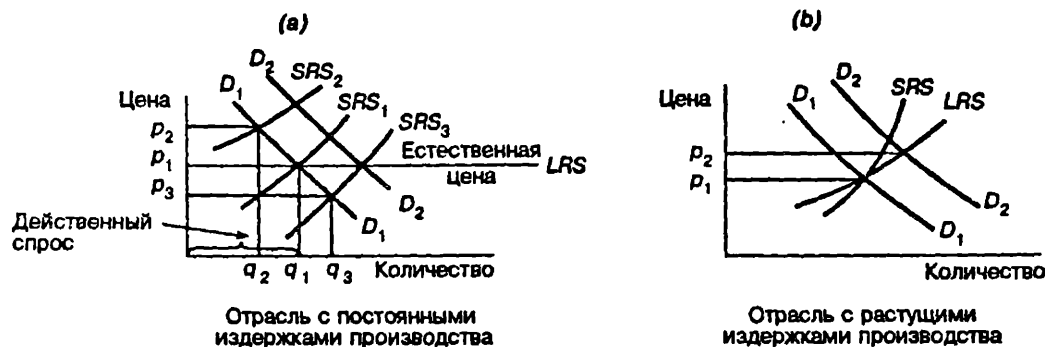 (a)
D₂
D₁
SRS₂
SRS₁
SRS₃
Цена
p₂
p₁
p₃
Естественная
цена
LRS
D₂
D₁
Действенный
спрос
q₂ q₁ q₃ Количество
Отрасль с постоянными
издержками производства
(b)
D₂
D₁
SRS
LRS
Цена
p₂
p₁
D₂
D₁
Количество
Отрасль с растущими
издержками производства